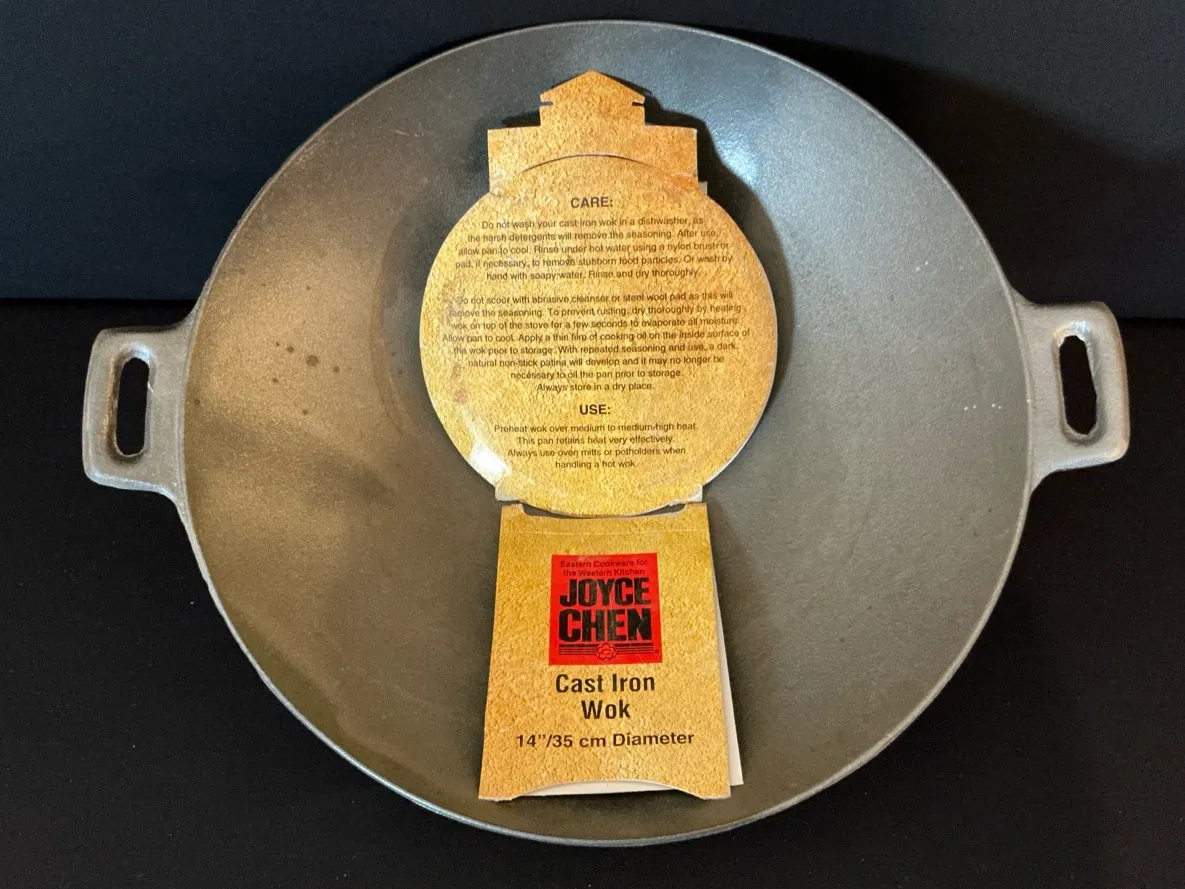 CARE:
Do not wash your cast iron wok in a dishwasher, as
the harsh detergents will remove the seasoning. After use,
allow pan to cool. Rinse under hot water using a nylon brush or
pad, if necessary, to remove stubborn food particles. Or wash by
hand with soapy water. Rinse and dry thoroughly.
Do not scour with abrasive cleanser or steel wool pad as this will
remove the seasoning. To prevent rusting, dry thoroughly by heating
wok on top of the stove for a few seconds to evaporate all moisture.
Allow pan to cool. Apply a thin film of cooking oil on the inside surface of
the wok prior to storage. With repeated seasoning and use, a dark,
natural non-stick patina will develop and it may no longer be
necessary to oil the pan prior to storage.
Always store in a dry place.
USE:
Preheat wok over medium to medium-high heat.
This pan retains heat very effectively.
Always use oven mitts or potholders when
handling a hot wok.
Eastern Cookware for
the Western Kitchen
JOYCE
CHEN
Cast Iron
Wok
14"/35 cm Diameter